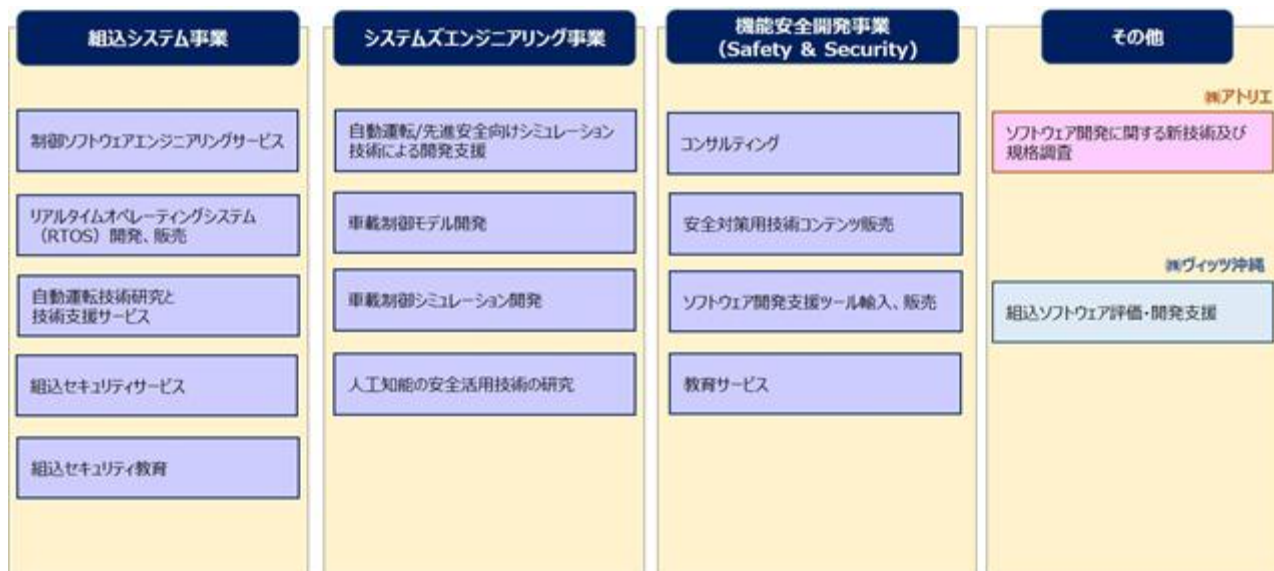 組込システム事業
制御ソフトウェアエンジニアリングサービス
リアルタイムオペレーティングシステム
（RTOS）開発、販売
自動運転技術研究と
技術支援サービス
組込セキュリティサービス
組込セキュリティ教育
システムズエンジニアリング事業
自動運転/先進安全向けシミュレーション
技術による開発支援
車載制御モデル開発
車載制御シミュレーション開発
人工知能の安全活用技術の研究
機能安全開発事業
(Safety & Security)
コンサルティング
安全対策用技術コンテンツ販売
ソフトウェア開発支援ツール輸入、販売
教育サービス
その他
㈱アトリエ
ソフトウェア開発に関する新技術及び
規格調査
㈱ヴィッツ沖縄
組込ソフトウェア評価・開発支援